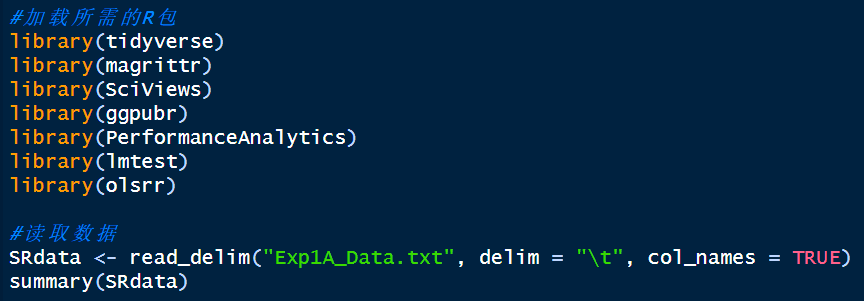 #加载所需的R包
library(tidyverse)
library(magrittr)
library(SciViews)
library(ggpubr)
library(PerformanceAnalytics)
library(lmtest)
library(olsrr)
#读取数据
SRdata <- read_delim("Exp1A_Data.txt", delim = "\t", col_names = TRUE)
summary(SRdata)